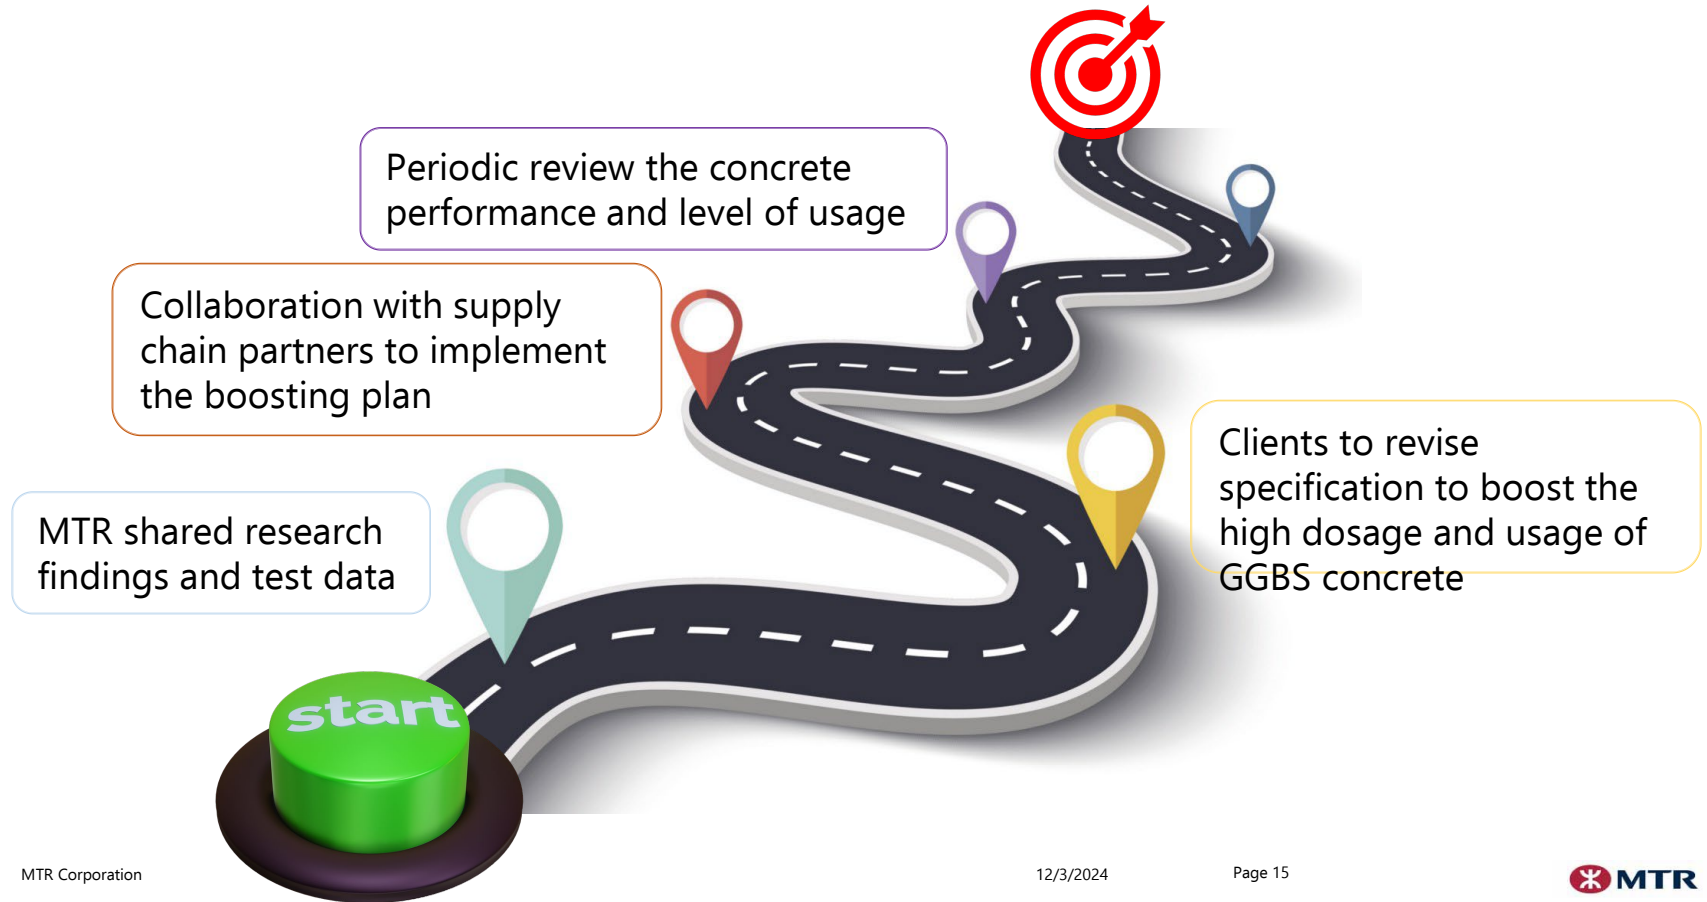 Periodic review the concrete
performance and level of usage
Collaboration with supply
chain partners to implement
the boosting plan
Clients to revise
specification to boost the
high dosage and usage of
GGBS concrete
MTR shared research
findings and test data
start
MTR Corporation
12/3/2024
Page 15
MTR